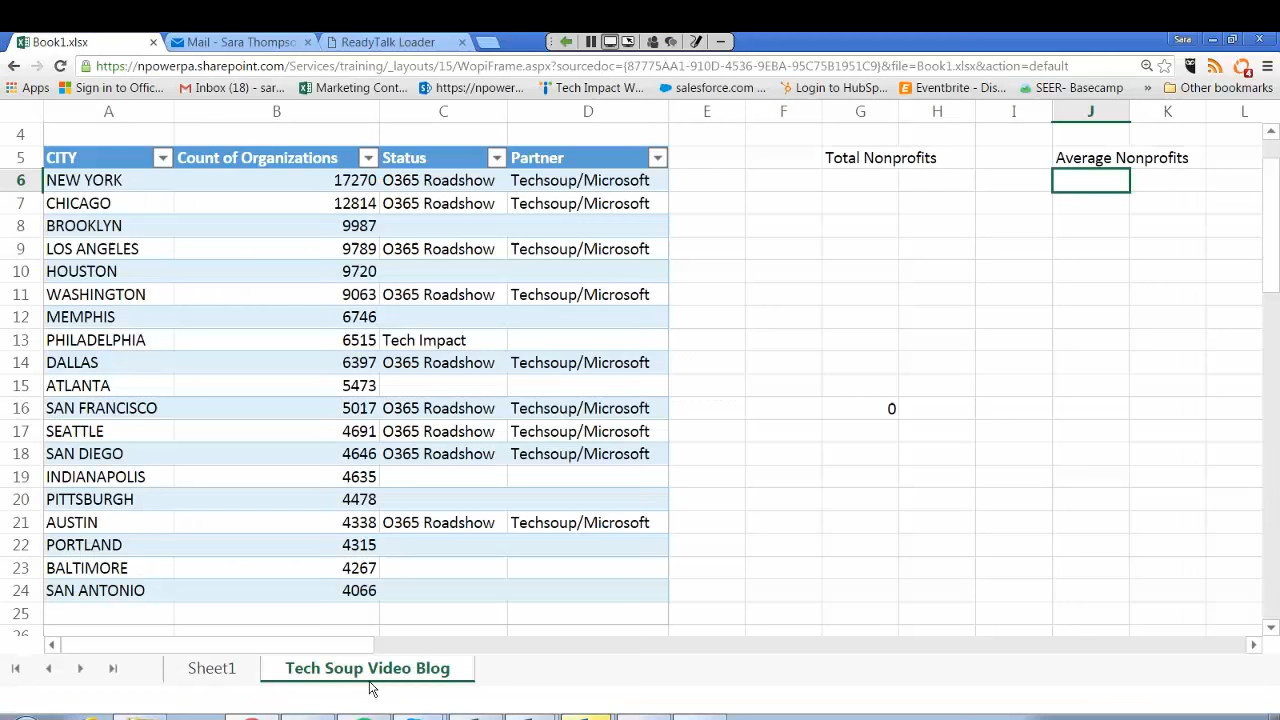 Book1.xlsx Mail - Sara Thompso ReadyTalk Loader Sara
https://npowerpa.sharepoint.com/Services/training/_layouts/15/WopiFrame.aspx?sourcedoc={87775AA1-910D-4536-9EBA-95C75B1951C9}&file=Book1.xlsx&action=default
Apps Sign in to Offic... Inbox (18) - sar... Marketing Cont... https://npower... Tech Impact W... salesforce.com ... Login to HubSp... Eventbrite - Dis... SEER- Basecamp » Other bookmarks
A B C D E F G H I J K L
4
5 CITY Count of Organizations Status Partner Total Nonprofits Average Nonprofits
6 NEW YORK 17270 O365 Roadshow Techsoup/Microsoft
7 CHICAGO 12814 O365 Roadshow Techsoup/Microsoft
8 BROOKLYN 9987
9 LOS ANGELES 9789 O365 Roadshow Techsoup/Microsoft
10 HOUSTON 9720
11 WASHINGTON 9063 O365 Roadshow Techsoup/Microsoft
12 MEMPHIS 6746
13 PHILADELPHIA 6515 Tech Impact
14 DALLAS 6397 O365 Roadshow Techsoup/Microsoft
15 ATLANTA 5473
16 SAN FRANCISCO 5017 O365 Roadshow Techsoup/Microsoft 0
17 SEATTLE 4691 O365 Roadshow Techsoup/Microsoft
18 SAN DIEGO 4646 O365 Roadshow Techsoup/Microsoft
19 INDIANAPOLIS 4635
20 PITTSBURGH 4478
21 AUSTIN 4338 O365 Roadshow Techsoup/Microsoft
22 PORTLAND 4315
23 BALTIMORE 4267
24 SAN ANTONIO 4066
25
26
Sheet1 Tech Soup Video Blog